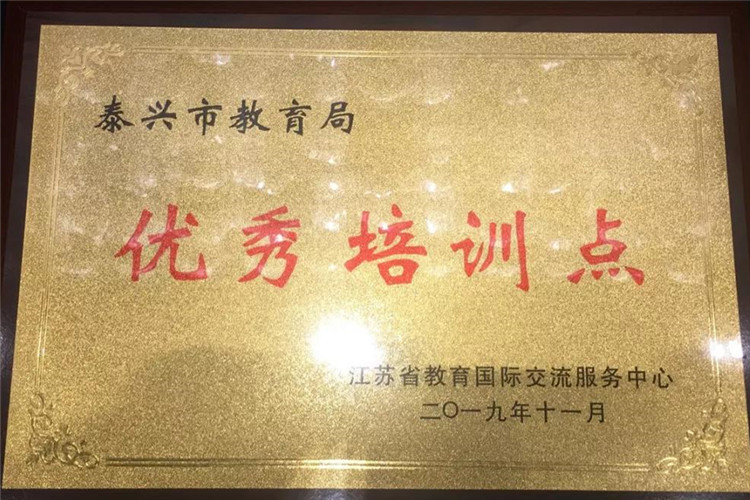 泰兴市教育局
优秀培训点
江苏省教育国际交流服务中心
二〇一九年十一月